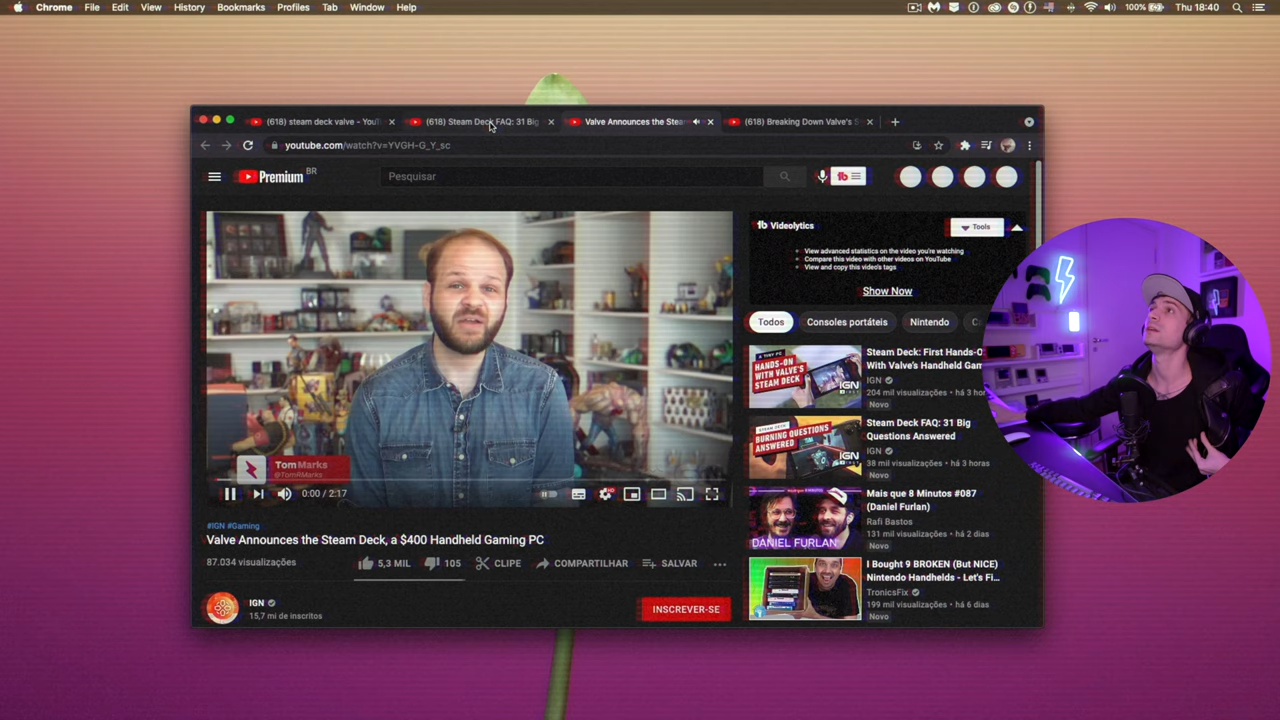 Chrome File Edit View History Bookmarks Profiles Tab Window Help
100% Thu 18:40
(618) steam deck valve - YouT
(618) Steam Deck FAQ: 31 Big
Valve Announces the Steam
(618) Breaking Down Valve's S
youtube.com/watch?v=YVGH-G_Y_sc
Premium BR
Pesquisar
Tom Marks
@TomRMarks
0:00 / 2:17
#IGN #Gaming
Valve Announces the Steam Deck, a $400 Handheld Gaming PC
87.034 visualizações
5,3 MIL 105 CLIPE COMPARTILHAR SALVAR
IGN
15,7 mi de inscritos
INSCREVER-SE
Videolytics
Tools
View advanced statistics on the video you're watching
Compare this video with other videos on YouTube
View and copy this video's tags
Show Now
Todos Consoles portáteis Nintendo
HANDS-ON
WITH VALVE'S
STEAM DECK
Steam Deck: First Hands-O
With Valve's Handheld Gam
IGN
204 mil visualizações • há 3 hor
Novo
STEAM DECK
BURNING QUESTIONS
ANSWERED
Steam Deck FAQ: 31 Big
Questions Answered
IGN
38 mil visualizações • há 3 horas
Novo
DANIEL FURLAN
Mais que 8 Minutos #087
(Daniel Furlan)
Rafi Bastos
131 mil visualizações • há 2 dias
Novo
I Bought 9 BROKEN (But NICE)
Nintendo Handhelds - Let's Fi...
TronicsFix
199 mil visualizações • há 6 dias
Novo